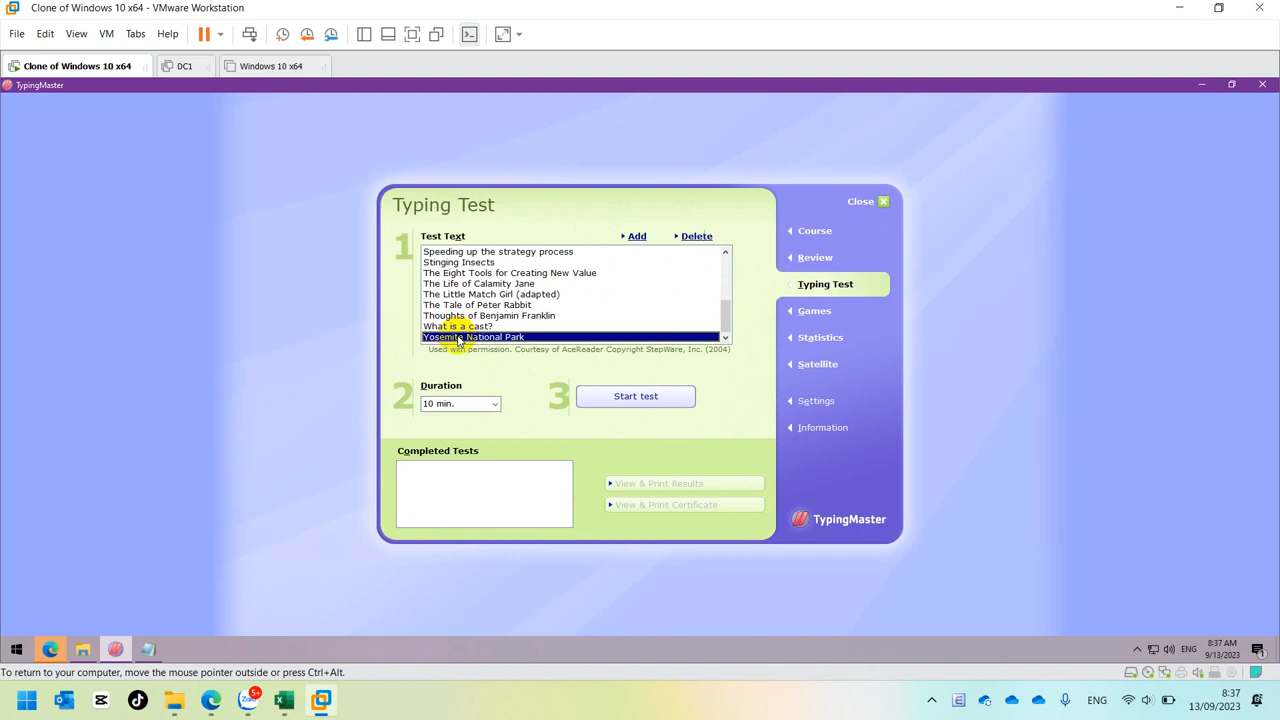 Clone of Windows 10 x64 - VMware Workstation
File Edit View VM Tabs Help
Clone of Windows 10 x64 DC1 Windows 10 x64
TypingMaster
Typing Test
Close
1 Test Text Add Delete
Speeding up the strategy process
Stinging Insects
The Eight Tools for Creating New Value
The Life of Calamity Jane
The Little Match Girl (adapted)
The Tale of Peter Rabbit
Thoughts of Benjamin Franklin
What is a cast?
Yosemite National Park
Used with permission. Courtesy of AceReader Copyright StepWare, Inc. (2004)
2 Duration
10 min.
3 Start test
Completed Tests
View & Print Results
View & Print Certificate
Course
Review
Typing Test
Games
Statistics
Satellite
Settings
Information
TypingMaster
ENG
8:37 AM
9/13/2023
To return to your computer, move the mouse pointer outside or press Ctrl+Alt.
Zalo
5+
ENG
8:37
13/09/2023